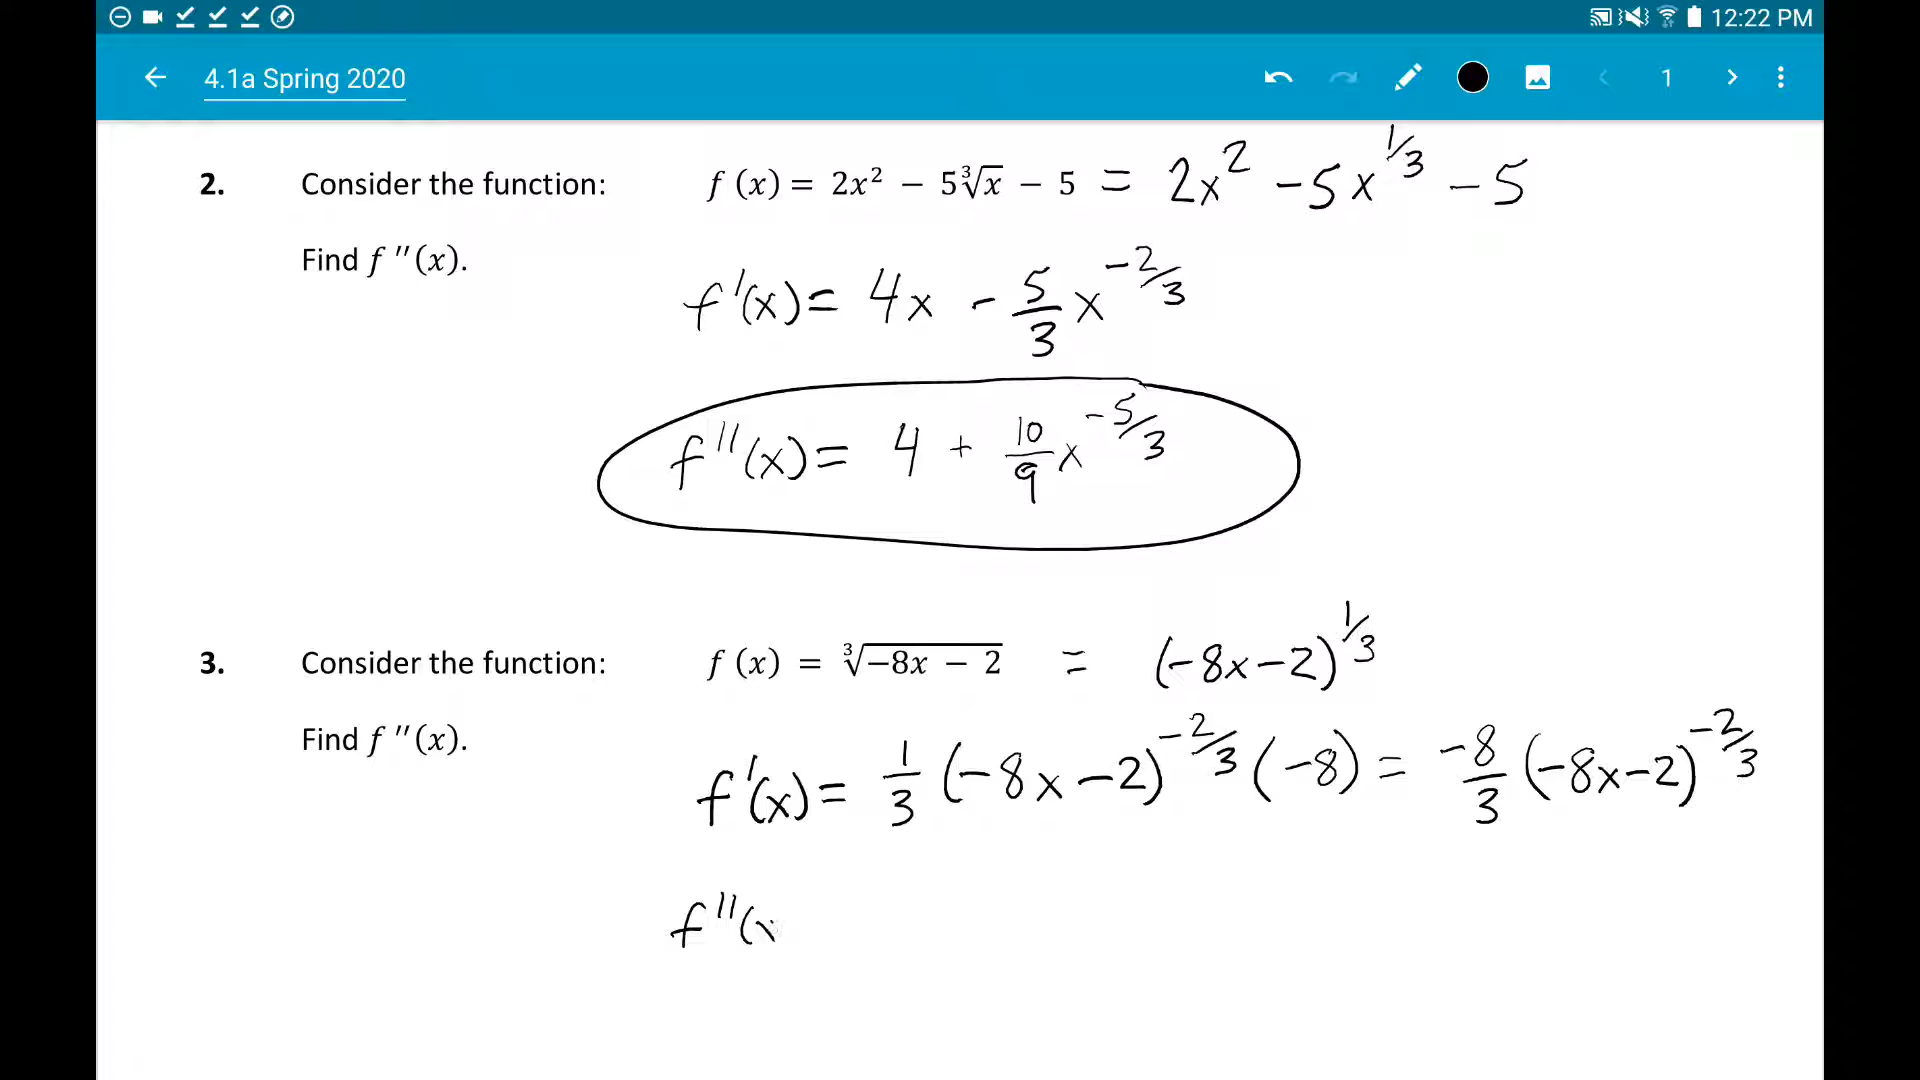 12:22 PM
4.1a Spring 2020
1
2. Consider the function: f (x) = 2x² − 5∛x − 5 = 2x² − 5x^(1/3) − 5
Find f ″(x).
f'(x) = 4x − 5/3 x^(−2/3)
f''(x) = 4 + 10/9 x^(−5/3)
3. Consider the function: f (x) = ∛(−8x − 2) = (−8x−2)^(1/3)
Find f ″(x).
f'(x) = 1/3 (−8x−2)^(−2/3) (−8) = −8/3 (−8x−2)^(−2/3)
f''(x